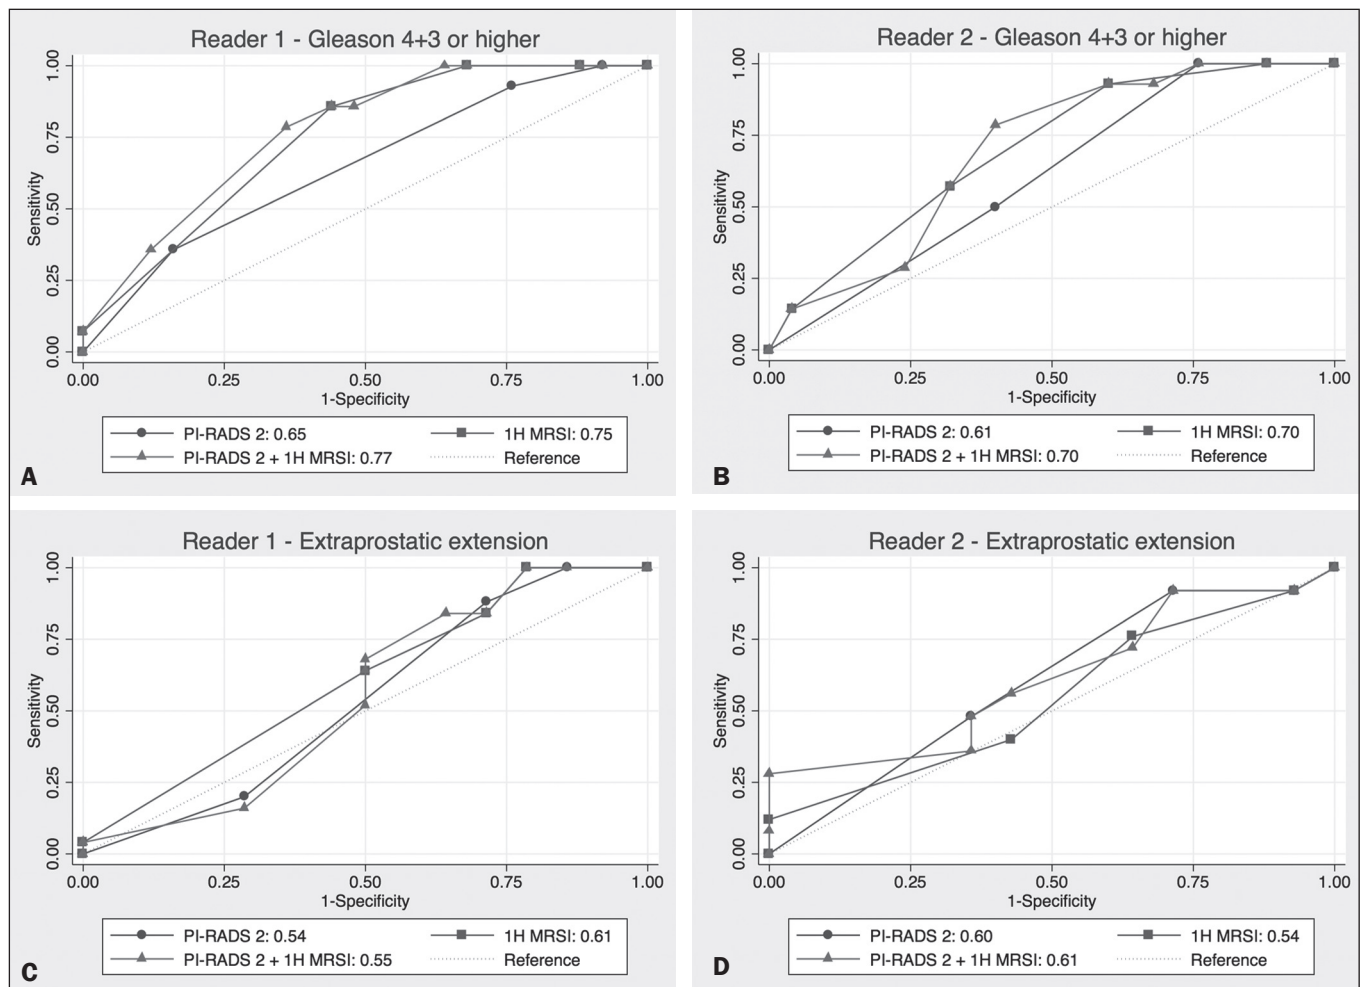 Reader 1 - Gleason 4+3 or higher
Sensitivity
1.00
0.75
0.50
0.25
0.00
0.00 0.25 0.50 0.75 1.00
1-Specificity
PI-RADS 2: 0.65
1H MRSI: 0.75
PI-RADS 2 + 1H MRSI: 0.77
Reference
A
Reader 2 - Gleason 4+3 or higher
Sensitivity
1.00
0.75
0.50
0.25
0.00
0.00 0.25 0.50 0.75 1.00
1-Specificity
PI-RADS 2: 0.61
1H MRSI: 0.70
PI-RADS 2 + 1H MRSI: 0.70
Reference
B
Reader 1 - Extraprostatic extension
Sensitivity
1.00
0.75
0.50
0.25
0.00
0.00 0.25 0.50 0.75 1.00
1-Specificity
PI-RADS 2: 0.54
1H MRSI: 0.61
PI-RADS 2 + 1H MRSI: 0.55
Reference
C
Reader 2 - Extraprostatic extension
Sensitivity
1.00
0.75
0.50
0.25
0.00
0.00 0.25 0.50 0.75 1.00
1-Specificity
PI-RADS 2: 0.60
1H MRSI: 0.54
PI-RADS 2 + 1H MRSI: 0.61
Reference
D